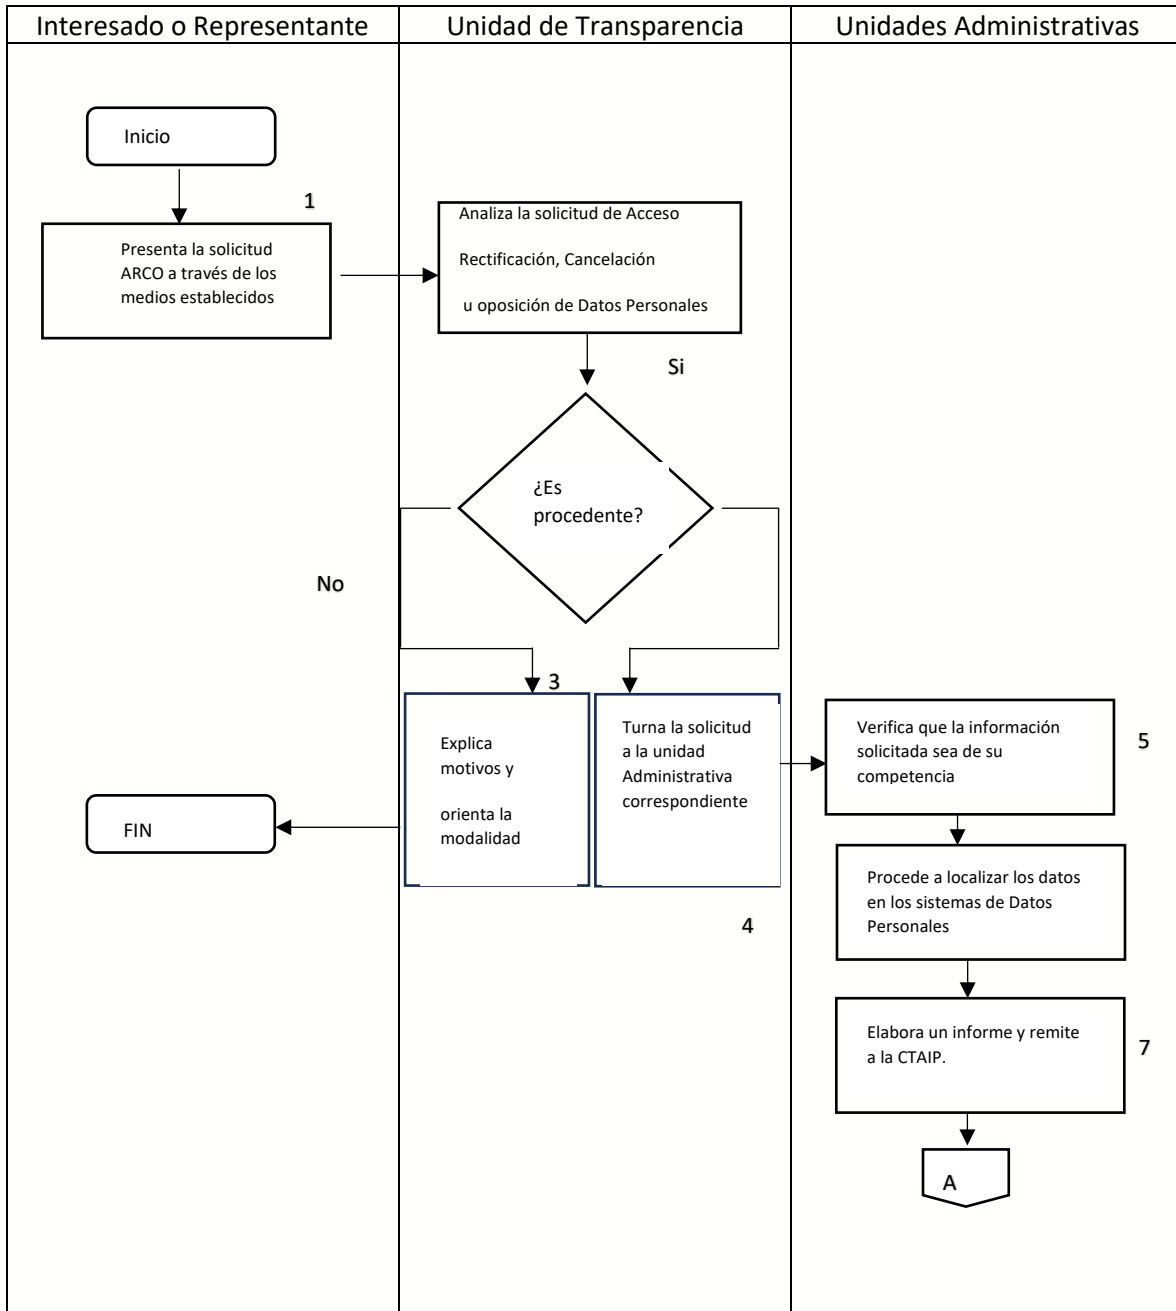 Interesado o Representante
Unidad de Transparencia
Unidades Administrativas
Inicio
1
Presenta la solicitud
ARCO a través de los
medios establecidos
Analiza la solicitud de Acceso
Rectificación, Cancelación
u oposición de Datos Personales
Si
¿Es
procedente?
No
3
Explica
motivos y
orienta la
modalidad
FIN
Turna la solicitud
a la unidad
Administrativa
correspondiente
4
Verifica que la información
solicitada sea de su
competencia
5
Procede a localizar los datos
en los sistemas de Datos
Personales
Elabora un informe y remite
a la CTAIP.
7
A